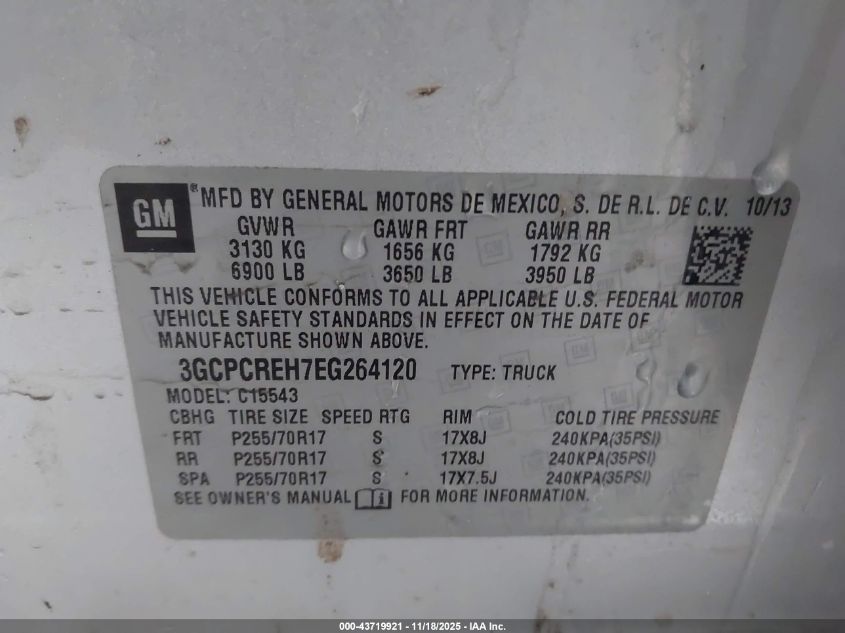 GM
® MFD BY GENERAL MOTORS DE MEXICO, S. DE R.L. DE C.V. 10/13
GVWR GAWR FRT GAWR RR
3130 KG 1656 KG 1792 KG
6900 LB 3650 LB 3950 LB
THIS VEHICLE CONFORMS TO ALL APPLICABLE U.S. FEDERAL MOTOR
VEHICLE SAFETY STANDARDS IN EFFECT ON THE DATE OF
MANUFACTURE SHOWN ABOVE.
3GCPCREH7EG264120 TYPE: TRUCK
MODEL: C15543
CBHG TIRE SIZE SPEED RTG RIM COLD TIRE PRESSURE
FRT P255/70R17 S 17X8J 240KPA(35PSI)
RR P255/70R17 S 17X8J 240KPA(35PSI)
SPA P255/70R17 S 17X7.5J 240KPA(35PSI)
SEE OWNER'S MANUAL FOR MORE INFORMATION.
000-43719921 - 11/18/2025 - IAA Inc.